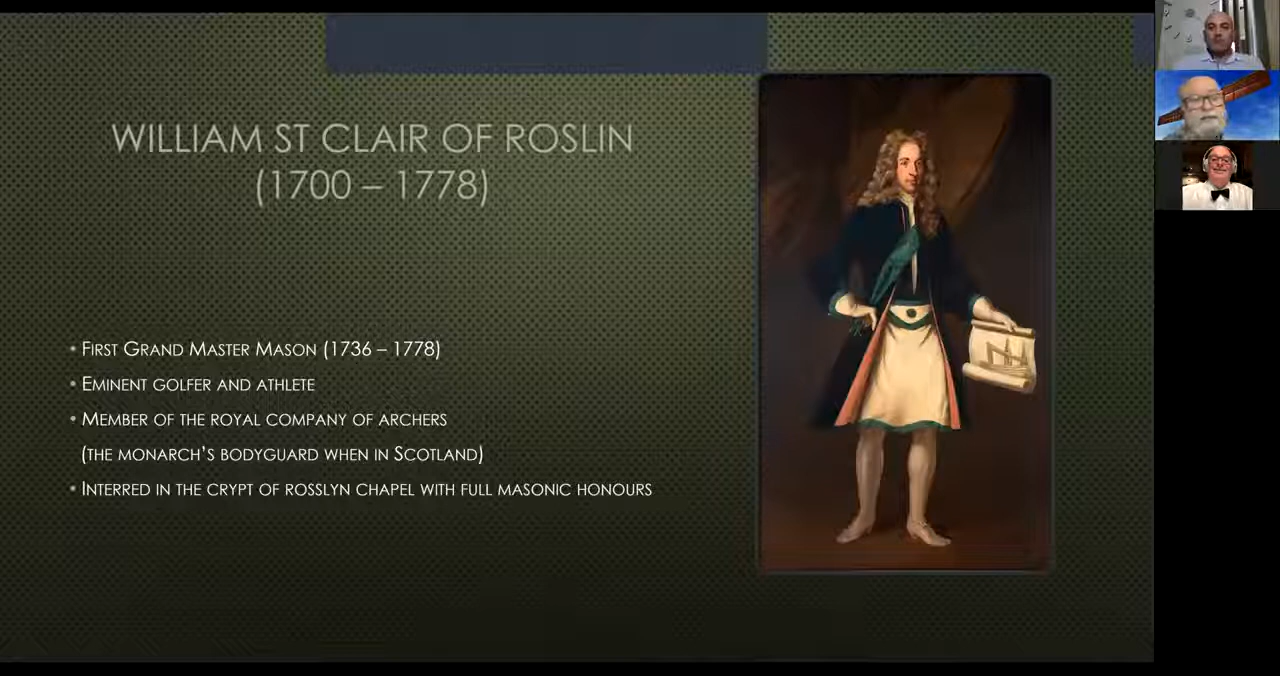 WILLIAM ST CLAIR OF ROSLIN
(1700 – 1778)
• First Grand Master Mason (1736 – 1778)
• Eminent golfer and athlete
• Member of the royal company of archers
(the monarch's bodyguard when in Scotland)
• Interred in the crypt of rosslyn chapel with full masonic honours